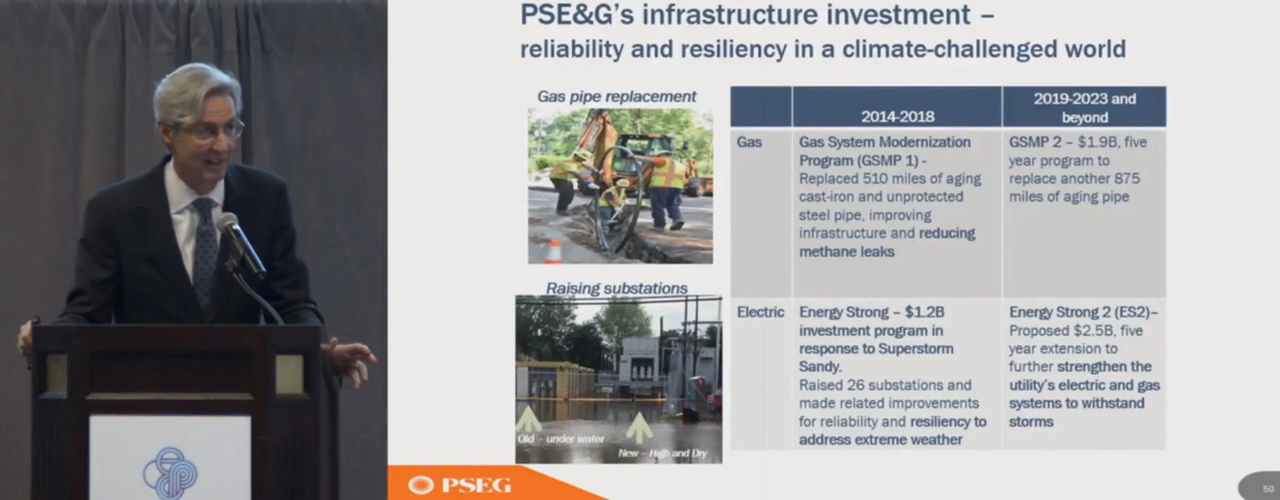 PSE&G's infrastructure investment –
reliability and resiliency in a climate-challenged world
Gas pipe replacement
Raising substations
Old – under water
New – High and Dry
2014-2018
2019-2023 and
beyond
Gas
Gas System Modernization
Program (GSMP 1) -
Replaced 510 miles of aging
cast-iron and unprotected
steel pipe, improving
infrastructure and reducing
methane leaks
GSMP 2 – $1.9B, five
year program to
replace another 875
miles of aging pipe
Electric
Energy Strong – $1.2B
investment program in
response to Superstorm
Sandy.
Raised 26 substations and
made related improvements
for reliability and resiliency to
address extreme weather
Energy Strong 2 (ES2)–
Proposed $2.5B, five
year extension to
further strengthen the
utility's electric and gas
systems to withstand
storms
PSEG
50